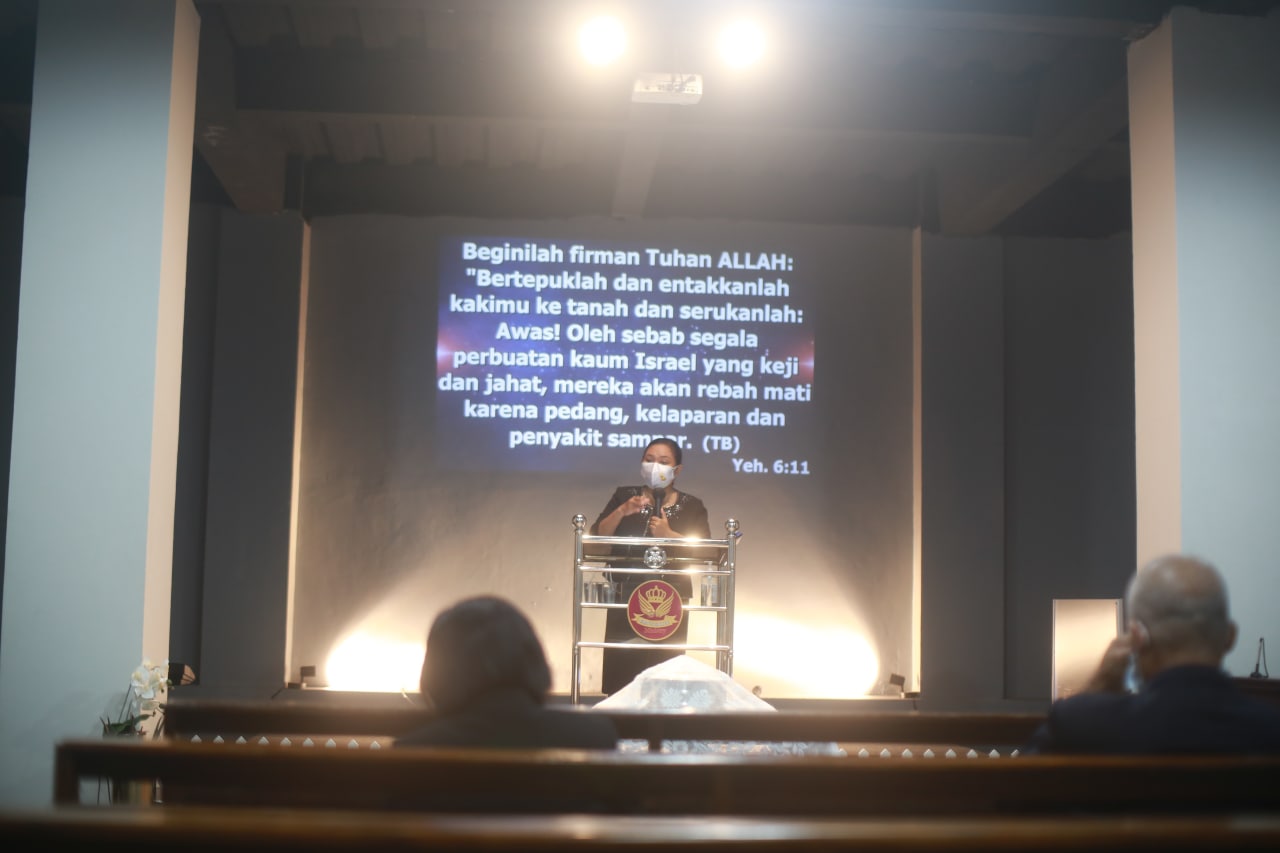 Beginilah firman Tuhan ALLAH:
"Bertepuklah dan entakkanlah
kakimu ke tanah dan serukanlah:
Awas! Oleh sebab segala
perbuatan kaum Israel yang keji
dan jahat, mereka akan rebah mati
karena pedang, kelaparan dan
penyakit sampar. (TB)
Yeh. 6:11